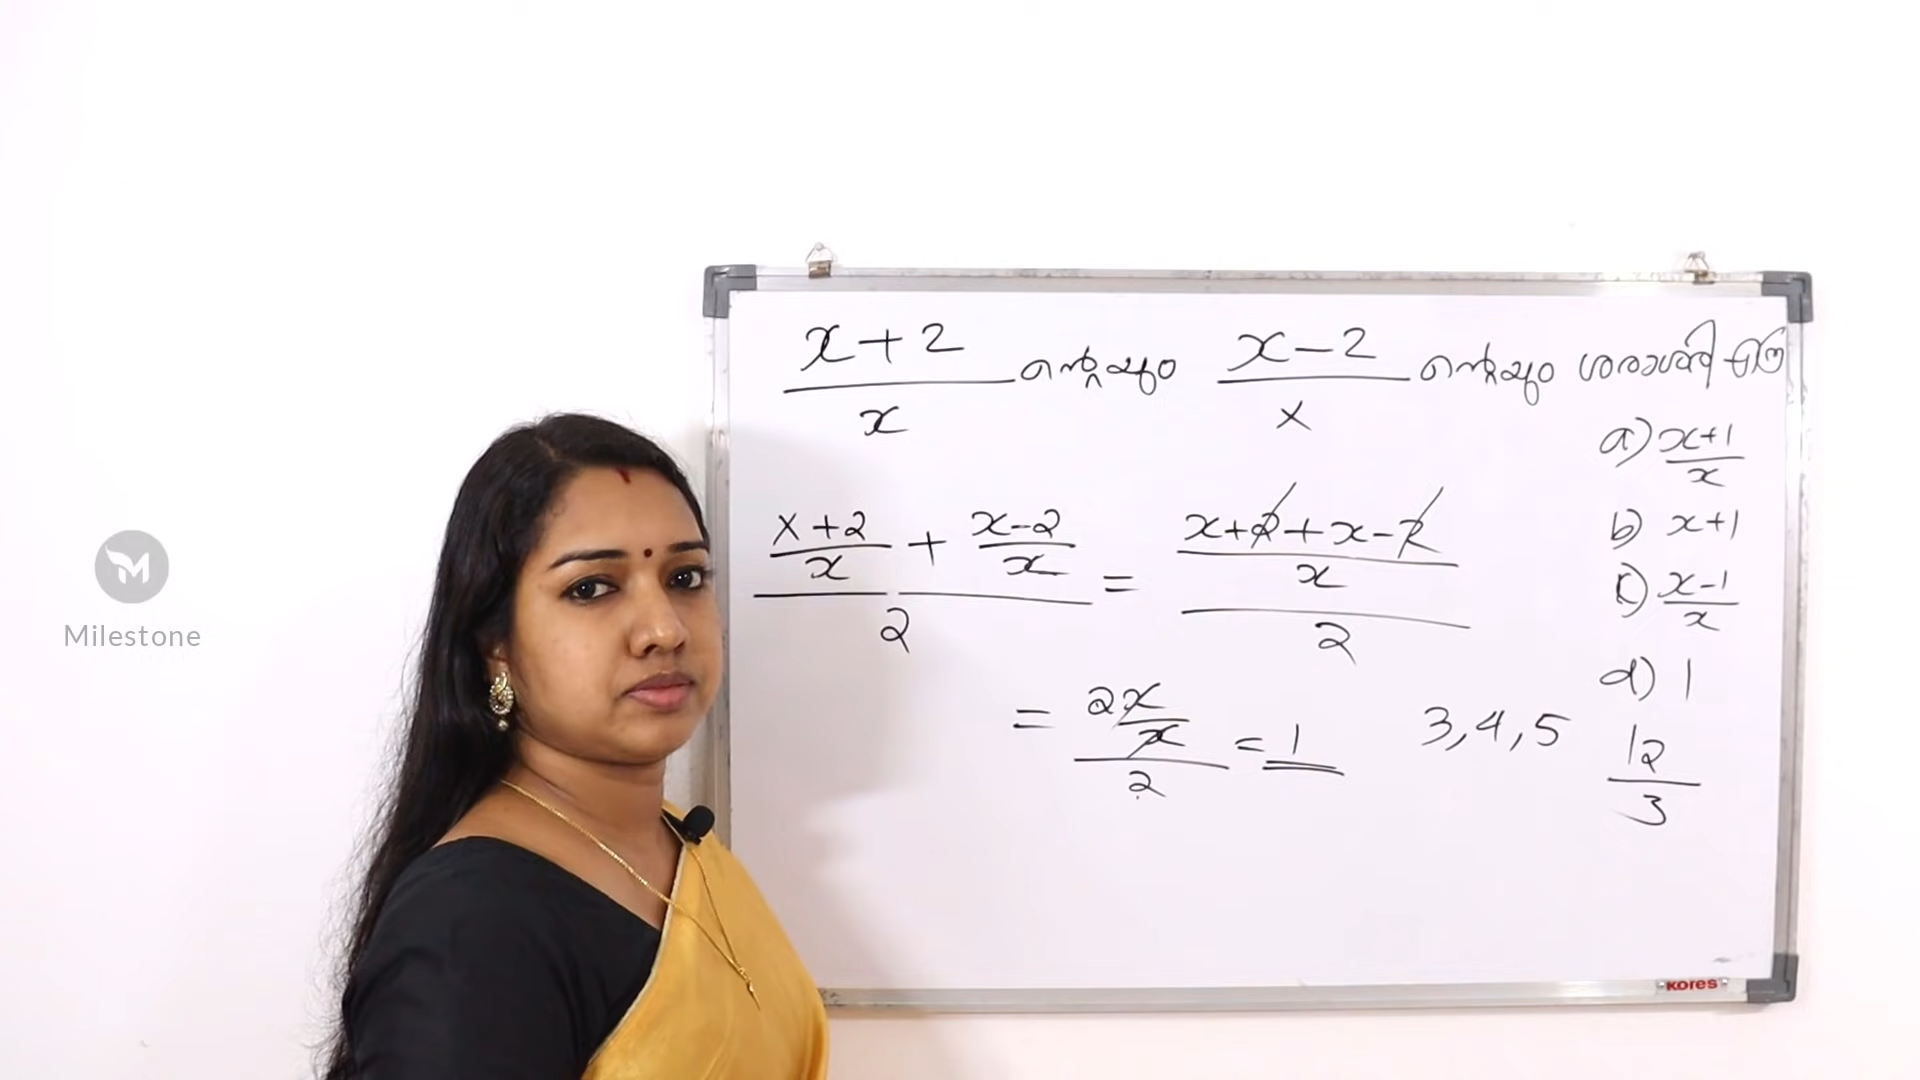 x+2/x ന്റെയും x-2/x ന്റെയും ശരാശരി എത്ര
a) x+1/x
b) x+1
c) x-1/x
d) 1
(x+2/x + x-2/x)/2 = (x+2+x-2/x)/2
= (2x/x)/2 = 1
3,4,5
12/3
Milestone
KORES